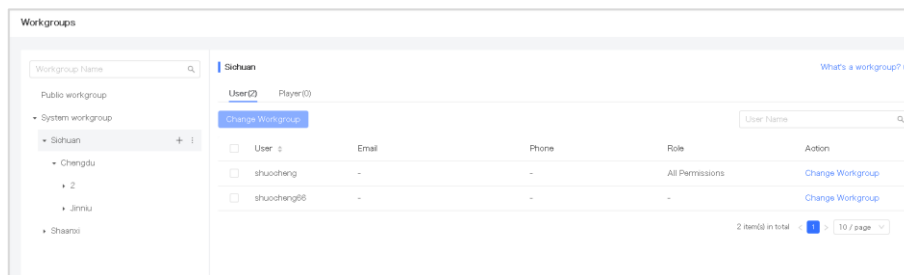 Workgroups
Workgroup Name
Public workgroup
System workgroup
Sichuan
Chengdu
2
Jinniu
Shaanxi
Sichuan
What's a workgroup?
User(2) Player(0)
Change Workgroup
User Name
User Email Phone Role Action
shuocheng - - All Permissions Change Workgroup
shuocheng66 - - - Change Workgroup
2 item(s) in total < 1 > 10 / page